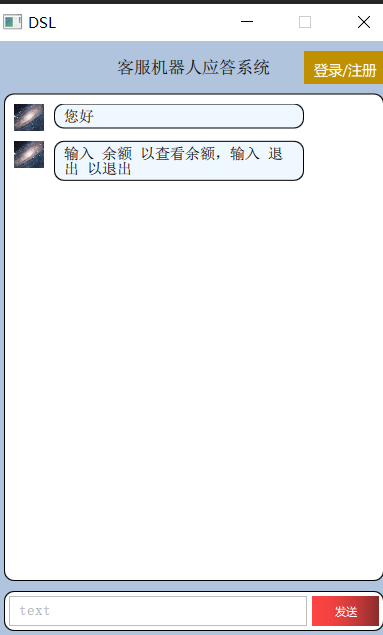 DSL
客服机器人应答系统
登录/注册
您好
输入 余额 以查看余额，输入 退
出 以退出
text
发送